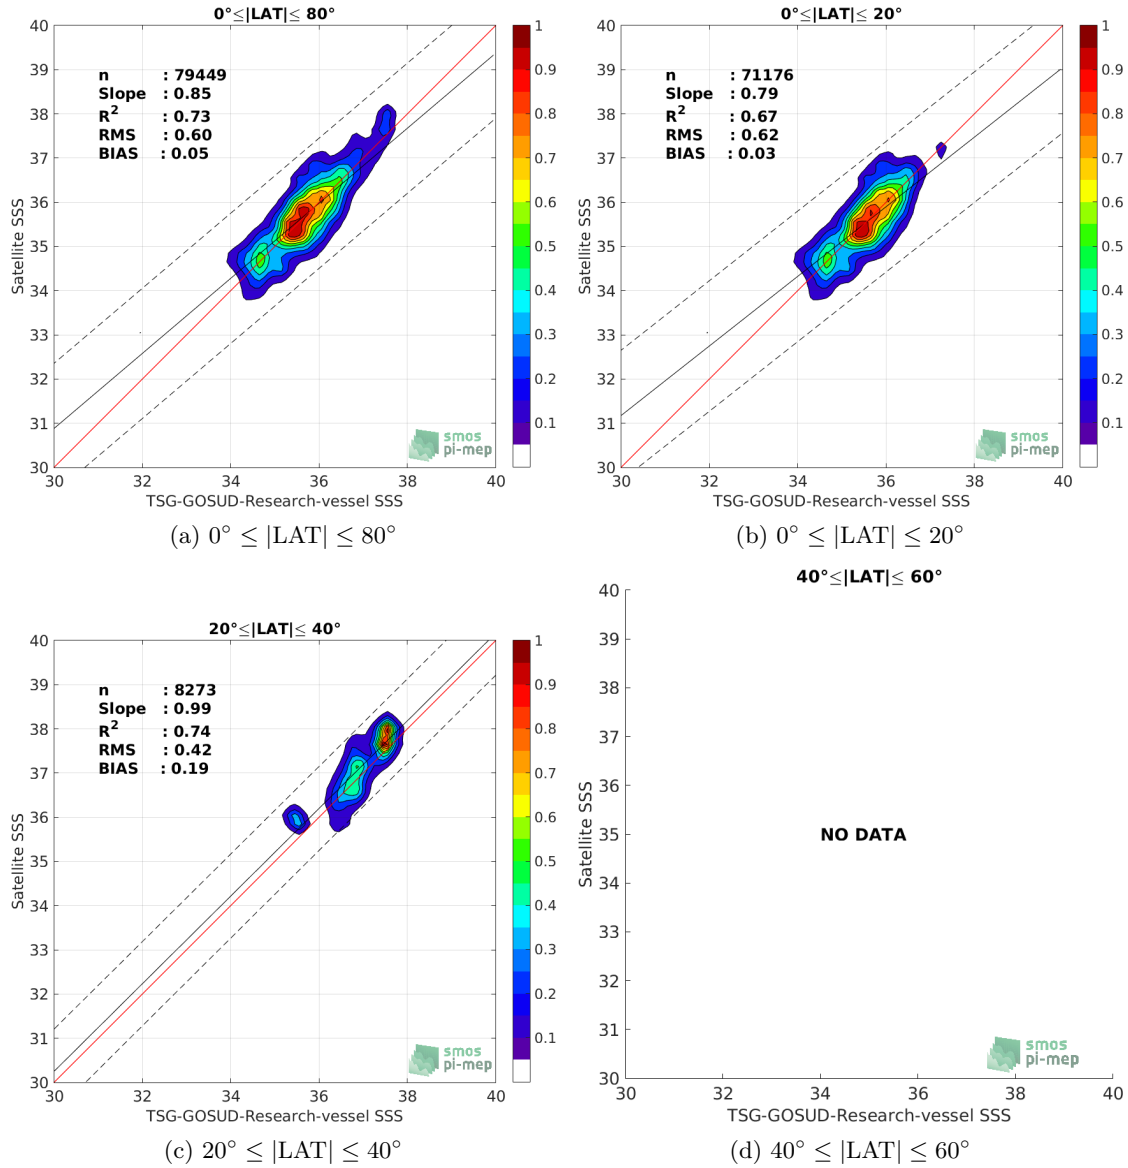 0°≤|LAT|≤ 80°
n : 79449
Slope : 0.85
R2 : 0.73
RMS : 0.60
BIAS : 0.05
40
39
38
37
36
35
34
33
32
31
30
Satellite SSS
30 32 34 36 38 40
TSG-GOSUD-Research-vessel SSS
1
0.9
0.8
0.7
0.6
0.5
0.4
0.3
0.2
0.1
smos
pi-mep
(a) 0° ≤ |LAT| ≤ 80°
0°≤|LAT|≤ 20°
n : 71176
Slope : 0.79
R2 : 0.67
RMS : 0.62
BIAS : 0.03
40
39
38
37
36
35
34
33
32
31
30
Satellite SSS
30 32 34 36 38 40
TSG-GOSUD-Research-vessel SSS
1
0.9
0.8
0.7
0.6
0.5
0.4
0.3
0.2
0.1
smos
pi-mep
(b) 0° ≤ |LAT| ≤ 20°
20°≤|LAT|≤ 40°
n : 8273
Slope : 0.99
R2 : 0.74
RMS : 0.42
BIAS : 0.19
40
39
38
37
36
35
34
33
32
31
30
Satellite SSS
30 32 34 36 38 40
TSG-GOSUD-Research-vessel SSS
1
0.9
0.8
0.7
0.6
0.5
0.4
0.3
0.2
0.1
smos
pi-mep
(c) 20° ≤ |LAT| ≤ 40°
40°≤|LAT|≤ 60°
40
39
38
37
36
35
34
33
32
31
30
Satellite SSS
NO DATA
30 32 34 36 38 40
TSG-GOSUD-Research-vessel SSS
smos
pi-mep
(d) 40° ≤ |LAT| ≤ 60°